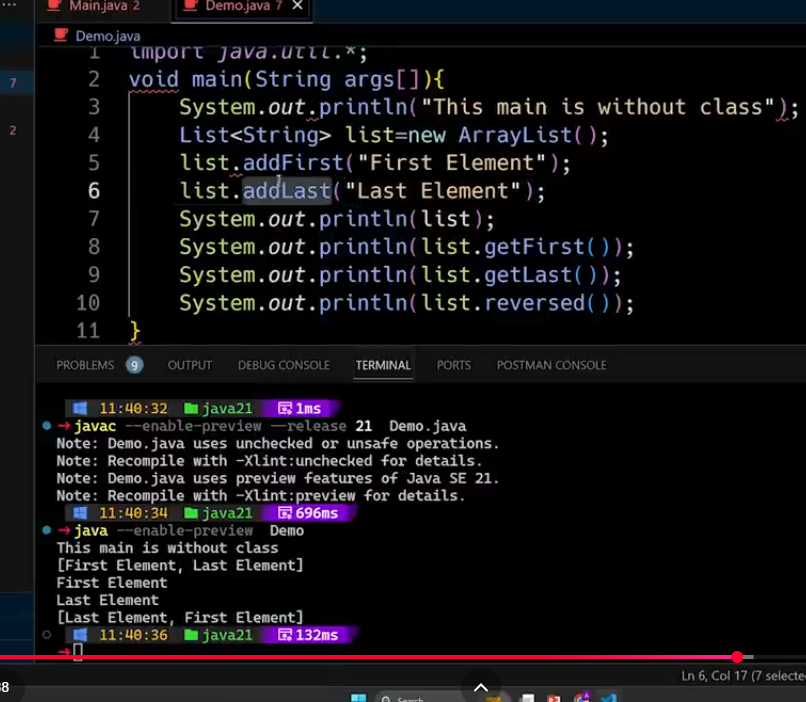 Main.java 2 Demo.java 7
Demo.java
7
2
1 import java.util.*;
2 void main(String args[]){
3 System.out.println("This main is without class");
4 List<String> list=new ArrayList();
5 list.addFirst("First Element");
6 list.addLast("Last Element");
7 System.out.println(list);
8 System.out.println(list.getFirst());
9 System.out.println(list.getLast());
10 System.out.println(list.reversed());
11 }
PROBLEMS 9 OUTPUT DEBUG CONSOLE TERMINAL PORTS POSTMAN CONSOLE
11:40:32 java21 1ms
javac --enable-preview --release 21 Demo.java
Note: Demo.java uses unchecked or unsafe operations.
Note: Recompile with -Xlint:unchecked for details.
Note: Demo.java uses preview features of Java SE 21.
Note: Recompile with -Xlint:preview for details.
11:40:34 java21 696ms
java --enable-preview Demo
This main is without class
[First Element, Last Element]
First Element
Last Element
[Last Element, First Element]
11:40:36 java21 132ms
Ln 6, Col 17 (7 selecte
38
Search